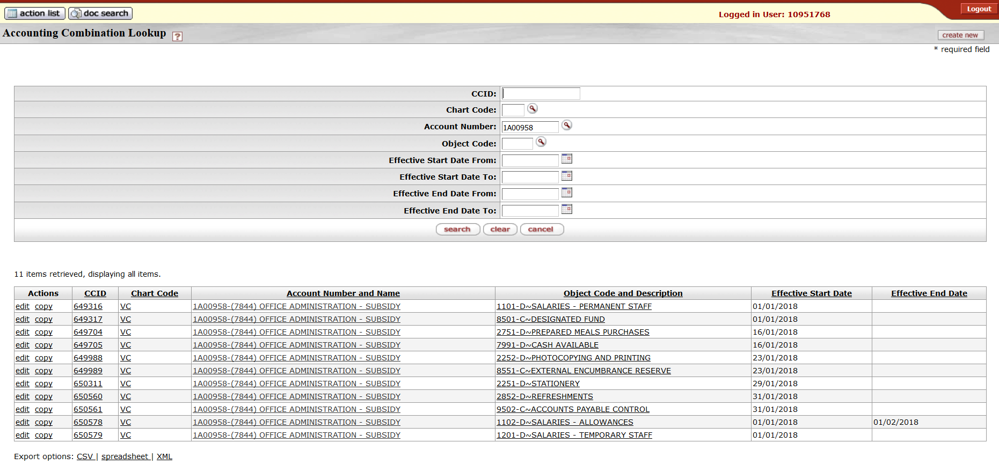 action list doc search Logged in User: 10951768 Logout
Accounting Combination Lookup ? create new
* required field
CCID:
Chart Code:
Account Number: 1A00958
Object Code:
Effective Start Date From:
Effective Start Date To:
Effective End Date From:
Effective End Date To:
search clear cancel
11 items retrieved, displaying all items.
Actions CCID Chart Code Account Number and Name Object Code and Description Effective Start Date Effective End Date
edit copy 649316 VC 1A00958-(7844) OFFICE ADMINISTRATION - SUBSIDY 1101-D~SALARIES - PERMANENT STAFF 01/01/2018
edit copy 649317 VC 1A00958-(7844) OFFICE ADMINISTRATION - SUBSIDY 8501-C~DESIGNATED FUND 01/01/2018
edit copy 649704 VC 1A00958-(7844) OFFICE ADMINISTRATION - SUBSIDY 2751-D~PREPARED MEALS PURCHASES 16/01/2018
edit copy 649705 VC 1A00958-(7844) OFFICE ADMINISTRATION - SUBSIDY 7991-D~CASH AVAILABLE 16/01/2018
edit copy 649988 VC 1A00958-(7844) OFFICE ADMINISTRATION - SUBSIDY 2252-D~PHOTOCOPYING AND PRINTING 23/01/2018
edit copy 649989 VC 1A00958-(7844) OFFICE ADMINISTRATION - SUBSIDY 8551-C~EXTERNAL ENCUMBRANCE RESERVE 23/01/2018
edit copy 650311 VC 1A00958-(7844) OFFICE ADMINISTRATION - SUBSIDY 2251-D~STATIONERY 29/01/2018
edit copy 650560 VC 1A00958-(7844) OFFICE ADMINISTRATION - SUBSIDY 2852-D~REFRESHMENTS 31/01/2018
edit copy 650561 VC 1A00958-(7844) OFFICE ADMINISTRATION - SUBSIDY 9502-C~ACCOUNTS PAYABLE CONTROL 31/01/2018
edit copy 650578 VC 1A00958-(7844) OFFICE ADMINISTRATION - SUBSIDY 1102-D~SALARIES - ALLOWANCES 01/01/2018 01/02/2018
edit copy 650579 VC 1A00958-(7844) OFFICE ADMINISTRATION - SUBSIDY 1201-D~SALARIES - TEMPORARY STAFF 01/01/2018
Export options: CSV | spreadsheet | XML